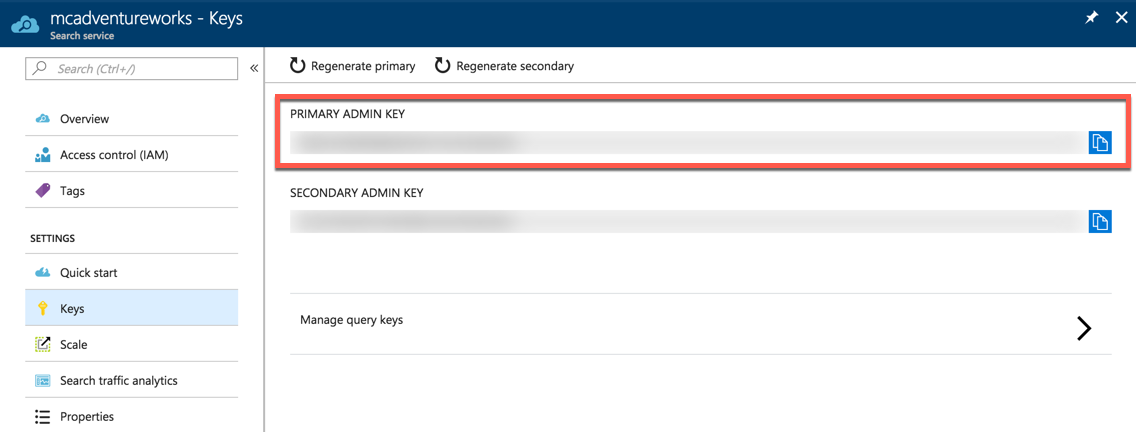 mcadventureworks - Keys
Search service
Search (Ctrl+/)
Overview
Access control (IAM)
Tags
SETTINGS
Quick start
Keys
Scale
Search traffic analytics
Properties
Regenerate primary
Regenerate secondary
PRIMARY ADMIN KEY
SECONDARY ADMIN KEY
Manage query keys